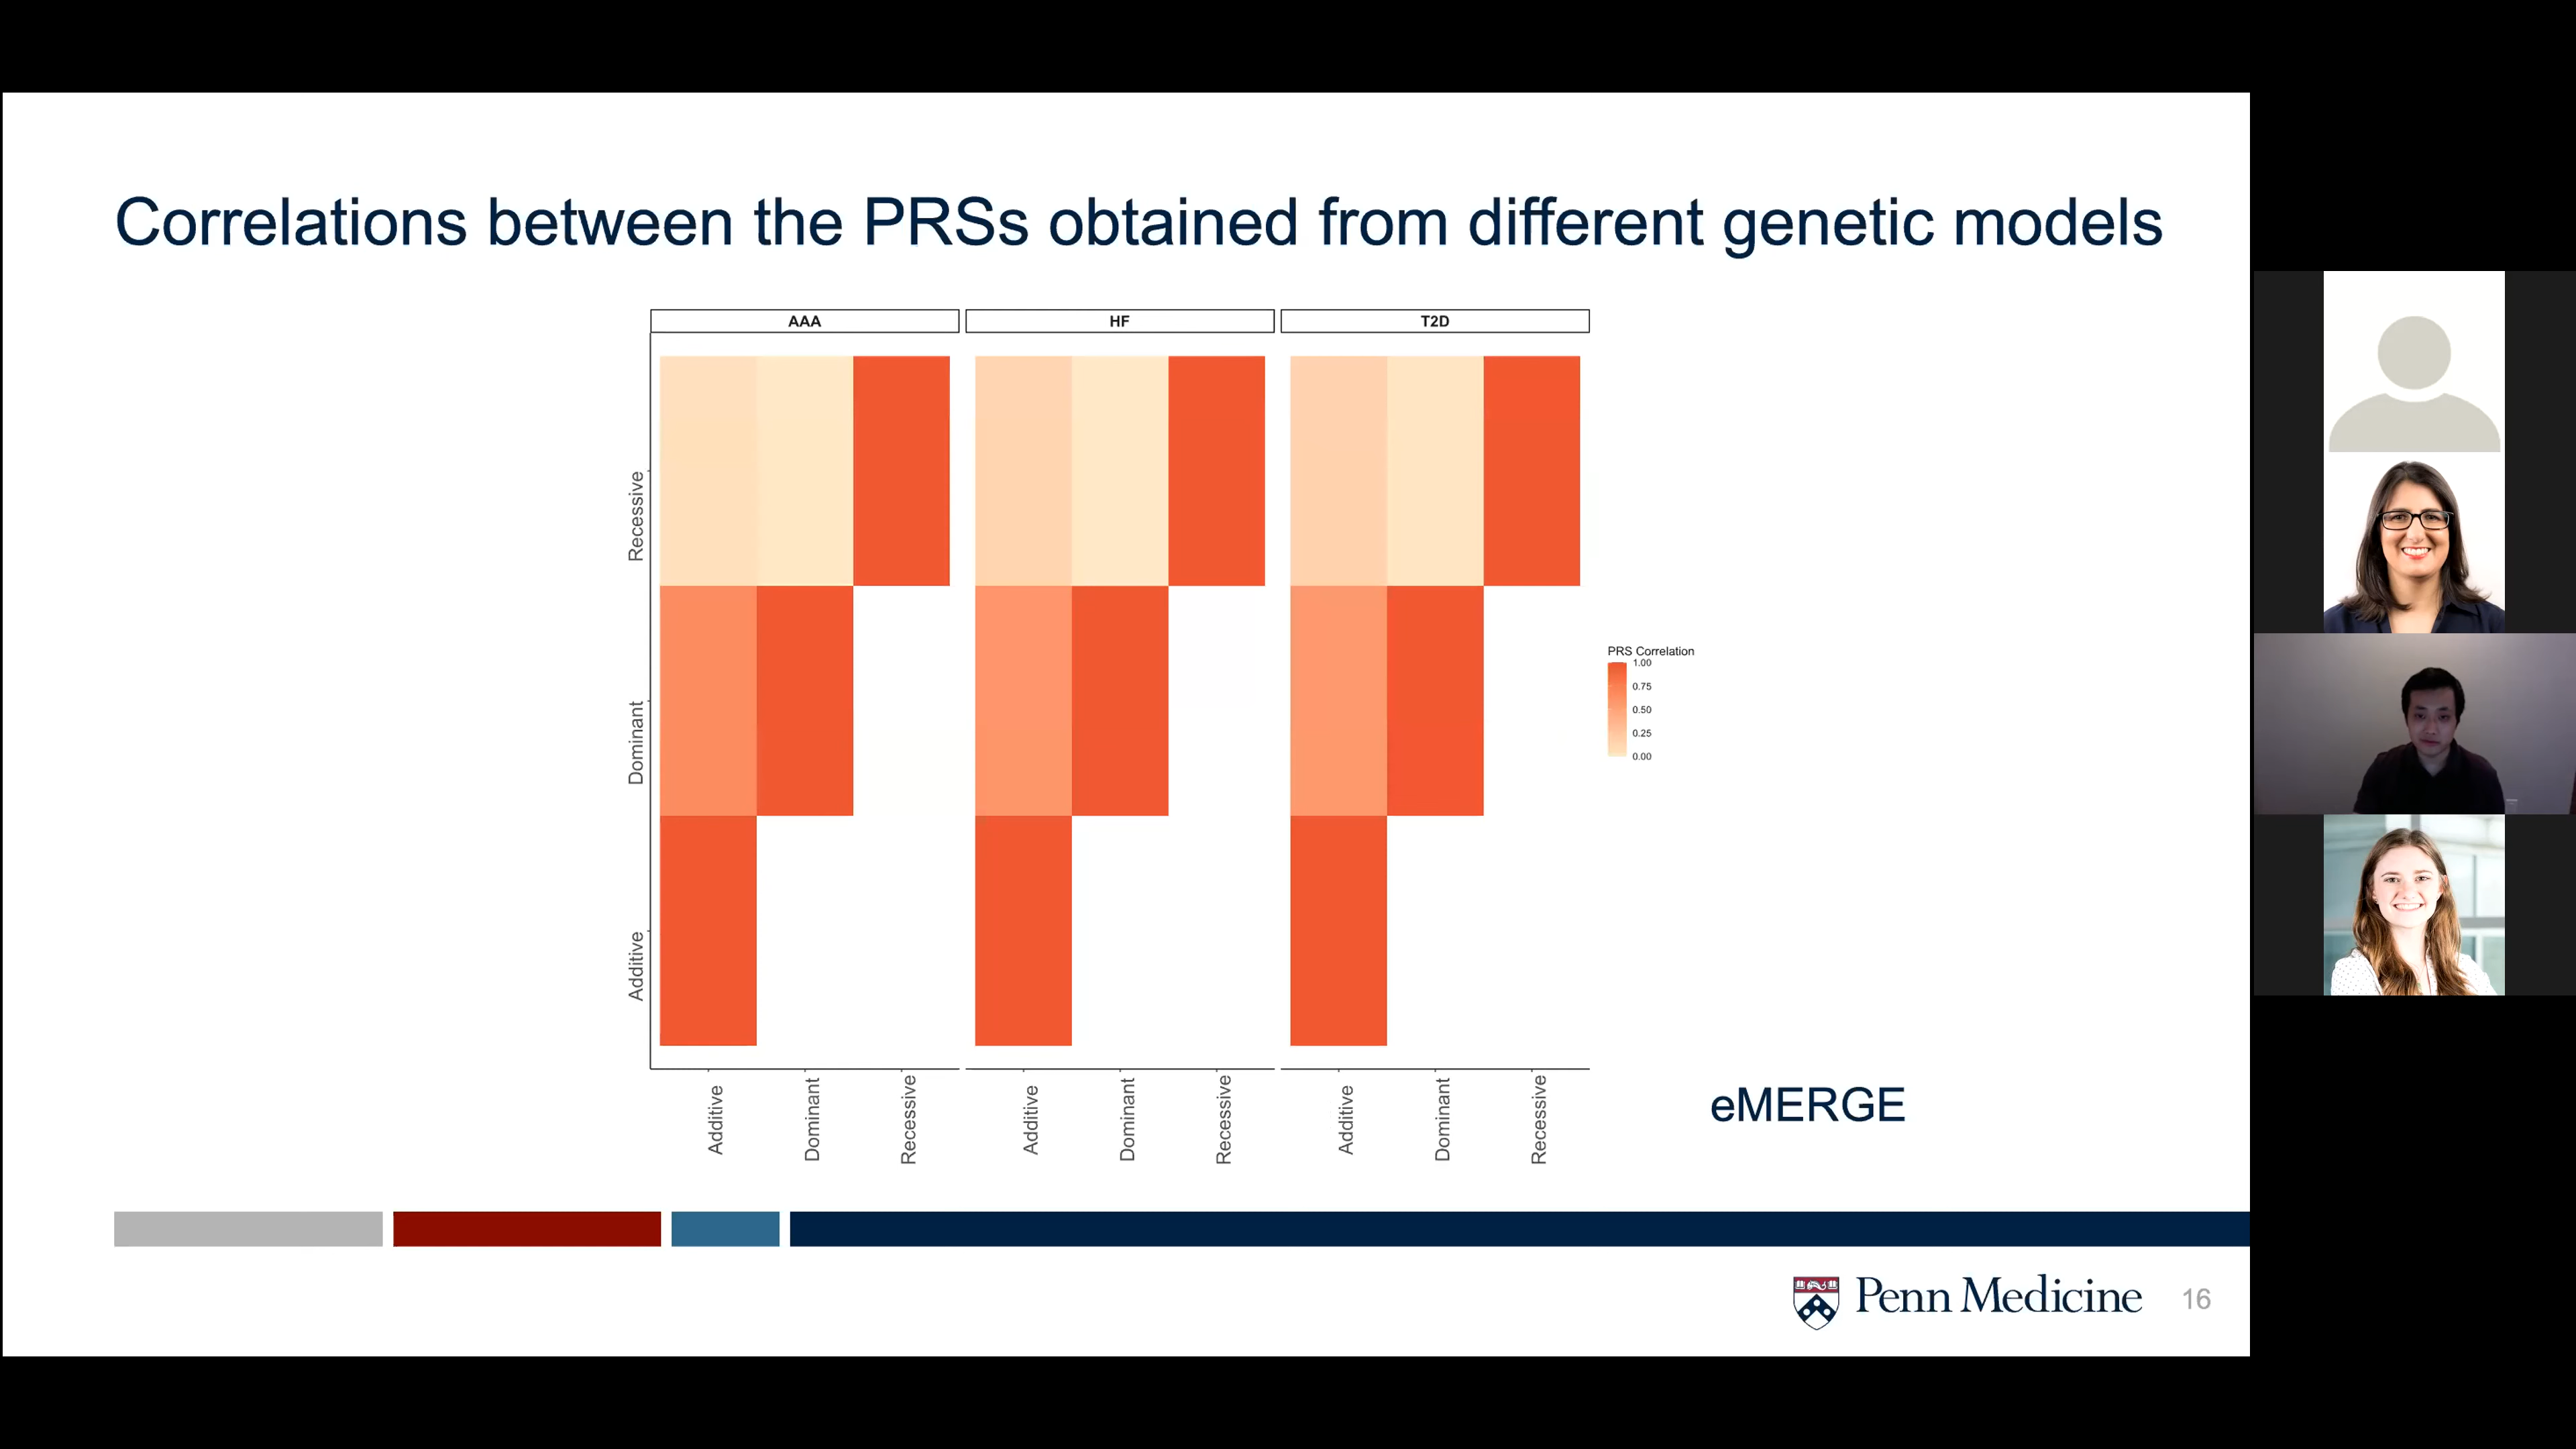 Correlations between the PRSs obtained from different genetic models
AAA
HF
T2D
Recessive
Dominant
Additive
PRS Correlation
1.00
0.75
0.50
0.25
0.00
Additive
Dominant
Recessive
Additive
Dominant
Recessive
Additive
Dominant
Recessive
eMERGE
Penn Medicine
16